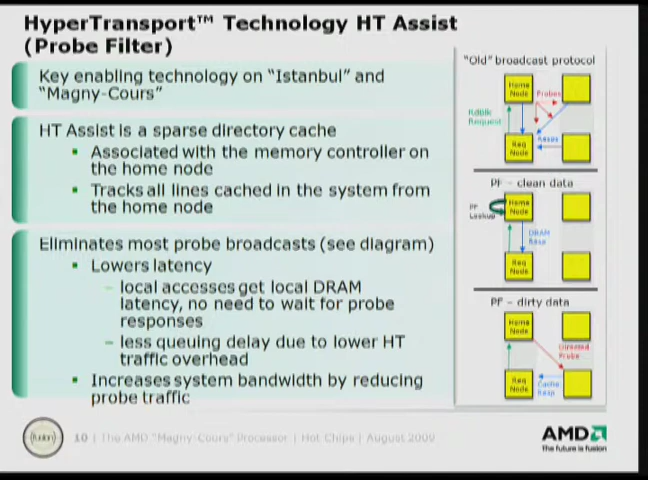 HyperTransport™ Technology HT Assist
(Probe Filter)
Key enabling technology on “Istanbul” and
“Magny-Cours”
HT Assist is a sparse directory cache
Associated with the memory controller on
the home node
Tracks all lines cached in the system from
the home node
Eliminates most probe broadcasts (see diagram)
Lowers latency
– local accesses get local DRAM
latency, no need to wait for probe
responses
– less queuing delay due to lower HT
traffic overhead
Increases system bandwidth by reducing
probe traffic
“Old” broadcast protocol
Home
Node
Probes
RdBlk
Request
Req
Node
PF – clean data
PF
Lookup
Home
Node
DRAM
Resp
Req
Node
PF – dirty data
Home
Node
Directed
Probe
Req
Node
Cache
Resp
fusion
10 | The AMD “Magny-Cours” Processor | Hot Chips | August 2009
AMD
The future is fusion